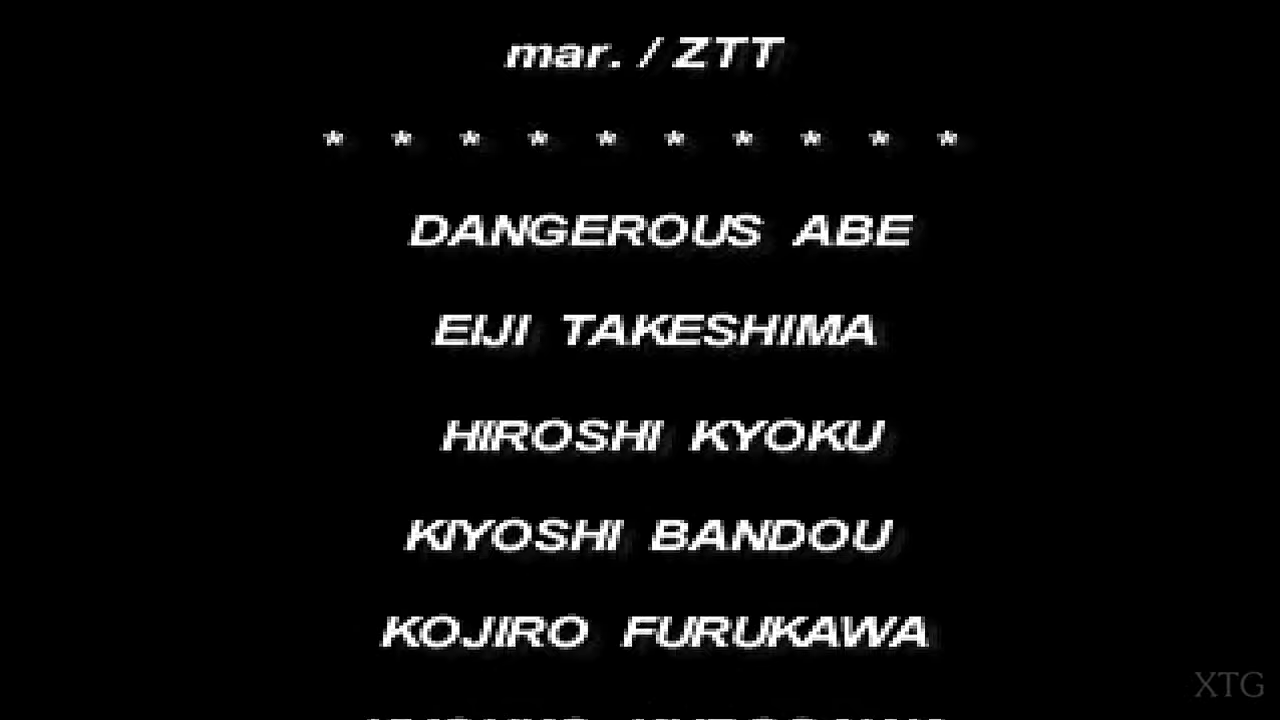 mar. / ZTT
* * * * * * * * * *
DANGEROUS ABE
EIJI TAKESHIMA
HIROSHI KYOKU
KIYOSHI BANDOU
KOJIRO FURUKAWA
XTG